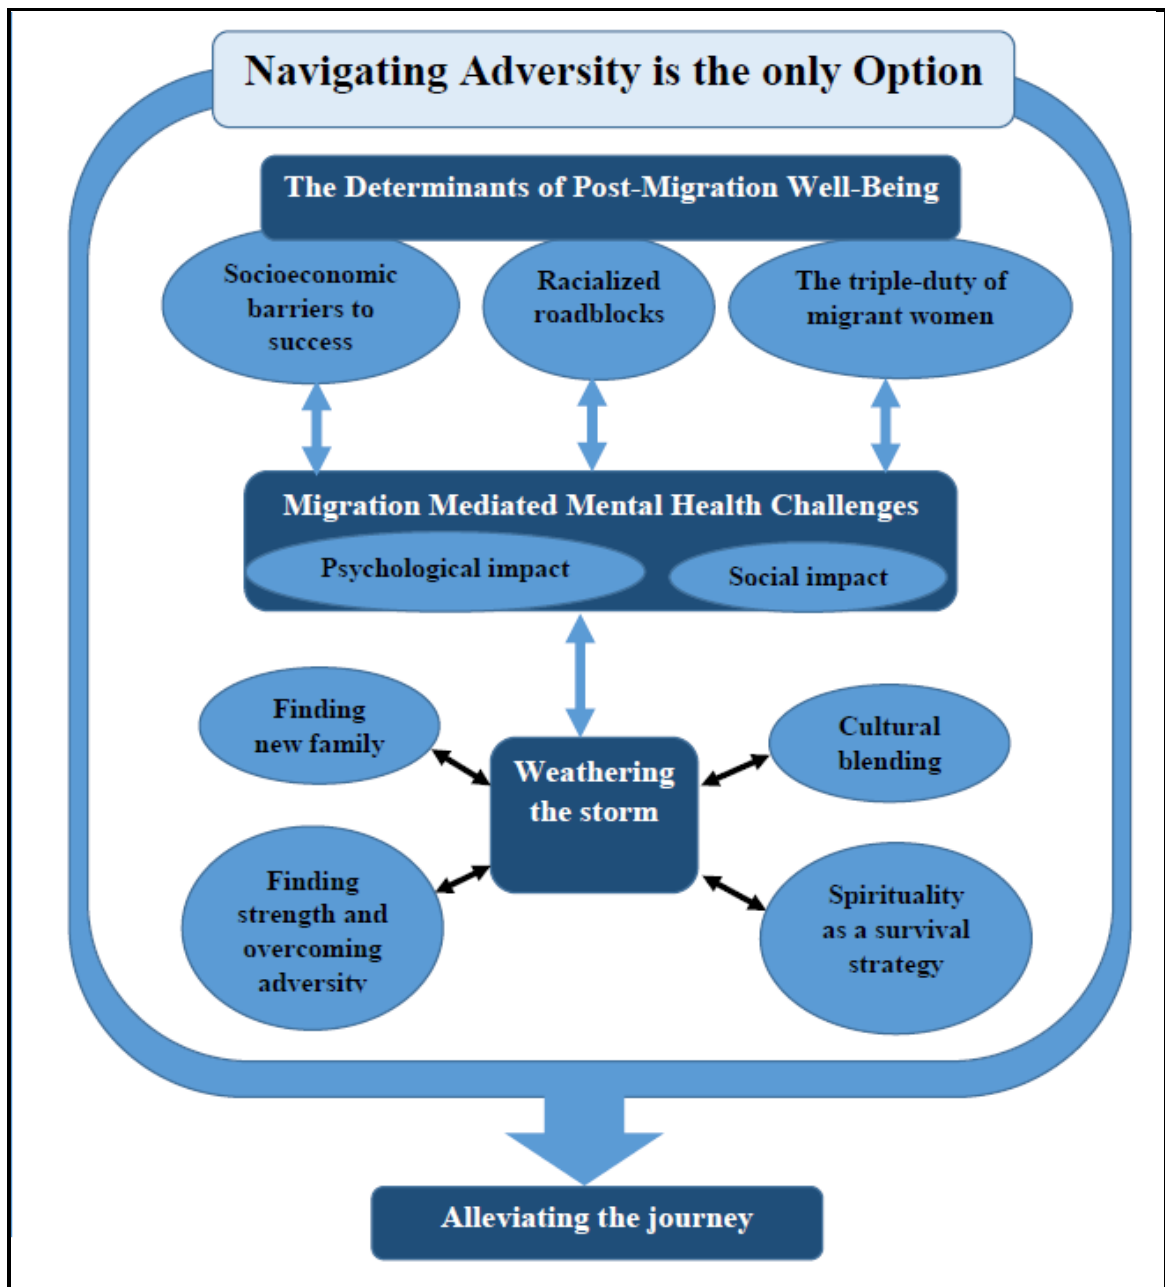 Navigating Adversity is the only Option
The Determinants of Post-Migration Well-Being
Socioeconomic
barriers to
success
Racialized
roadblocks
The triple-duty of
migrant women
Migration Mediated Mental Health Challenges
Psychological impact
Social impact
Finding
new family
Cultural
blending
Weathering
the storm
Finding
strength and
overcoming
adversity
Spirituality
as a survival
strategy
Alleviating the journey